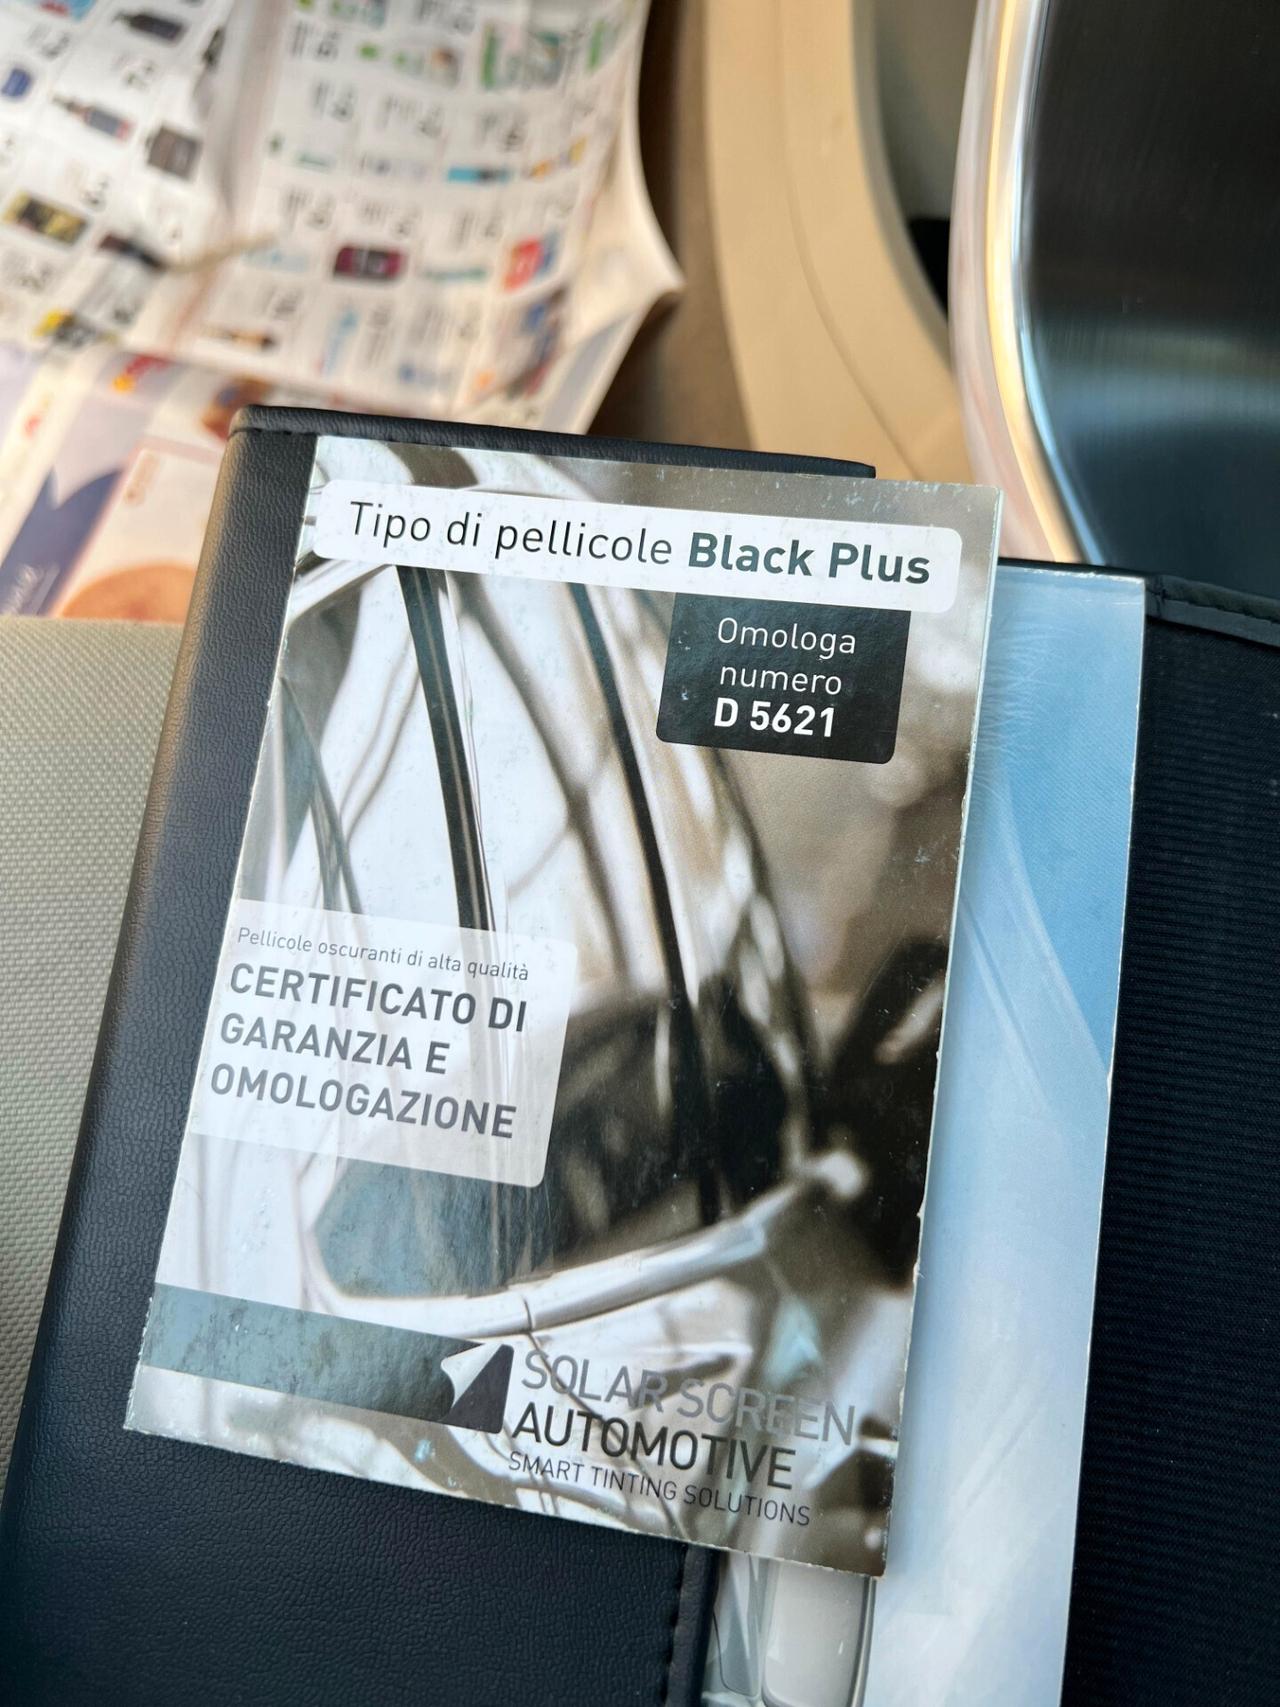 Tipo di pellicole Black Plus
Omologa
numero
D 5621
Pellicole oscuranti di alta qualità
CERTIFICATO DI
GARANZIA E
OMOLOGAZIONE
SOLAR SCREEN
AUTOMOTIVE
SMART TINTING SOLUTIONS